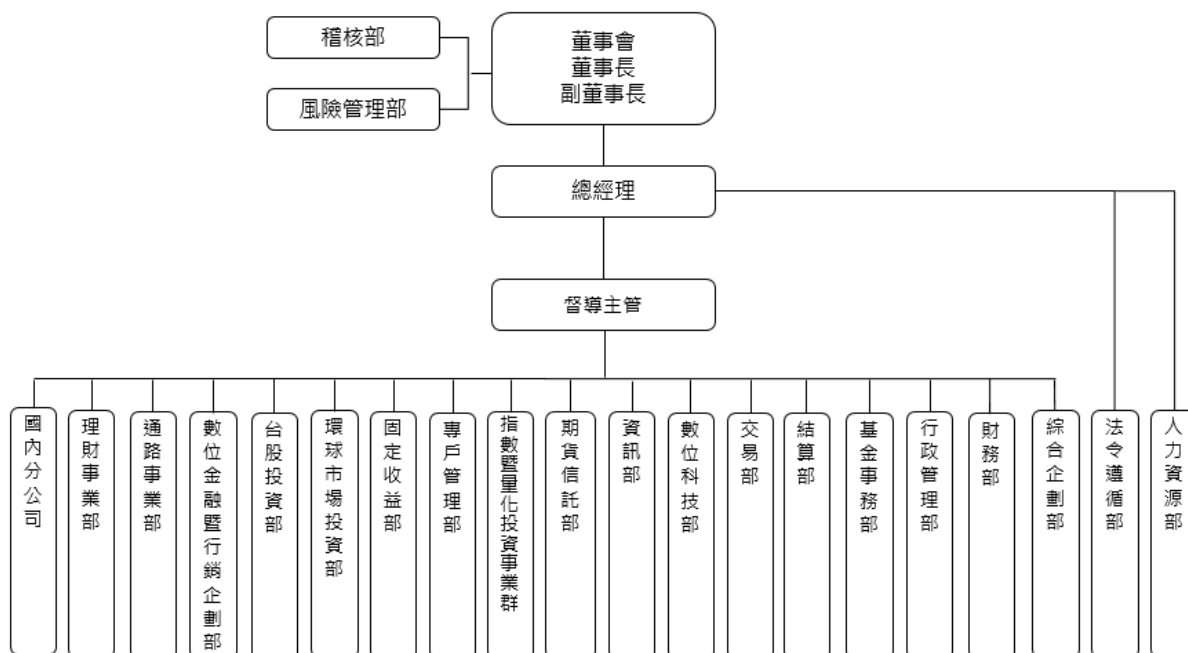 稽核部
風險管理部
董事會
董事長
副董事長
總經理
督導主管
國內分公司
理財事業部
通路事業部
數位金融暨行銷企劃部
台股投資部
環球市場投資部
固定收益部
專戶管理部
指數暨量化投資事業群
期貨信託部
資訊部
數位科技部
交易部
結算部
基金事務部
行政管理部
財務部
綜合企劃部
法令遵循部
人力資源部